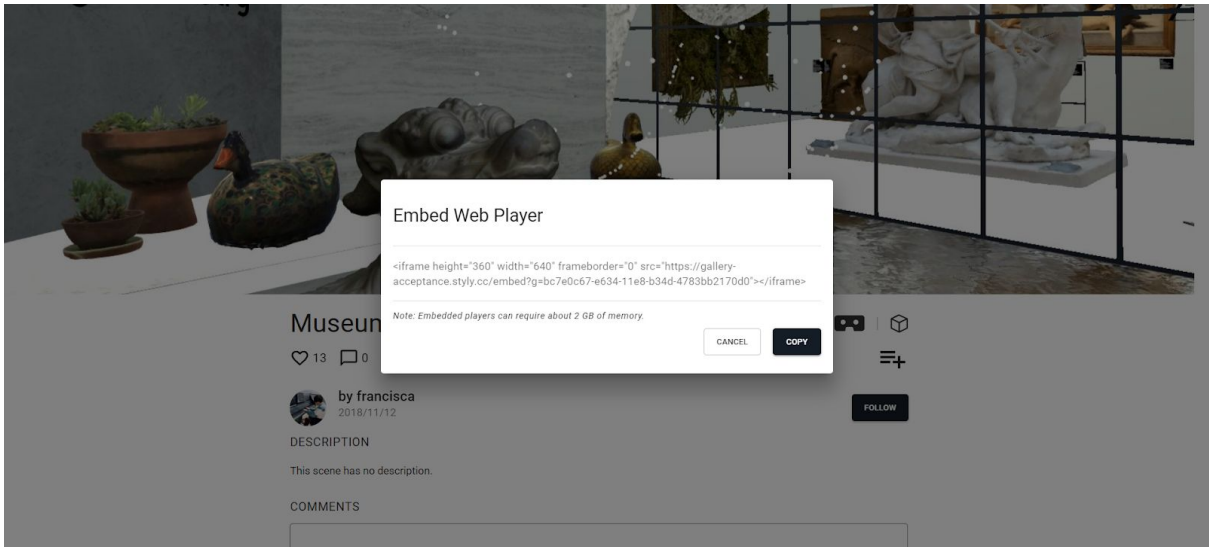 Embed Web Player
<iframe height="360" width="640" frameborder="0" src="https://gallery-
acceptance.styly.cc/embed?g=bc7e0c67-e634-11e8-b34d-4783bb2170d0"></iframe>
Note: Embedded players can require about 2 GB of memory.
CANCEL COPY
Museum
13 0
by francisca
2018/11/12
FOLLOW
DESCRIPTION
This scene has no description.
COMMENTS